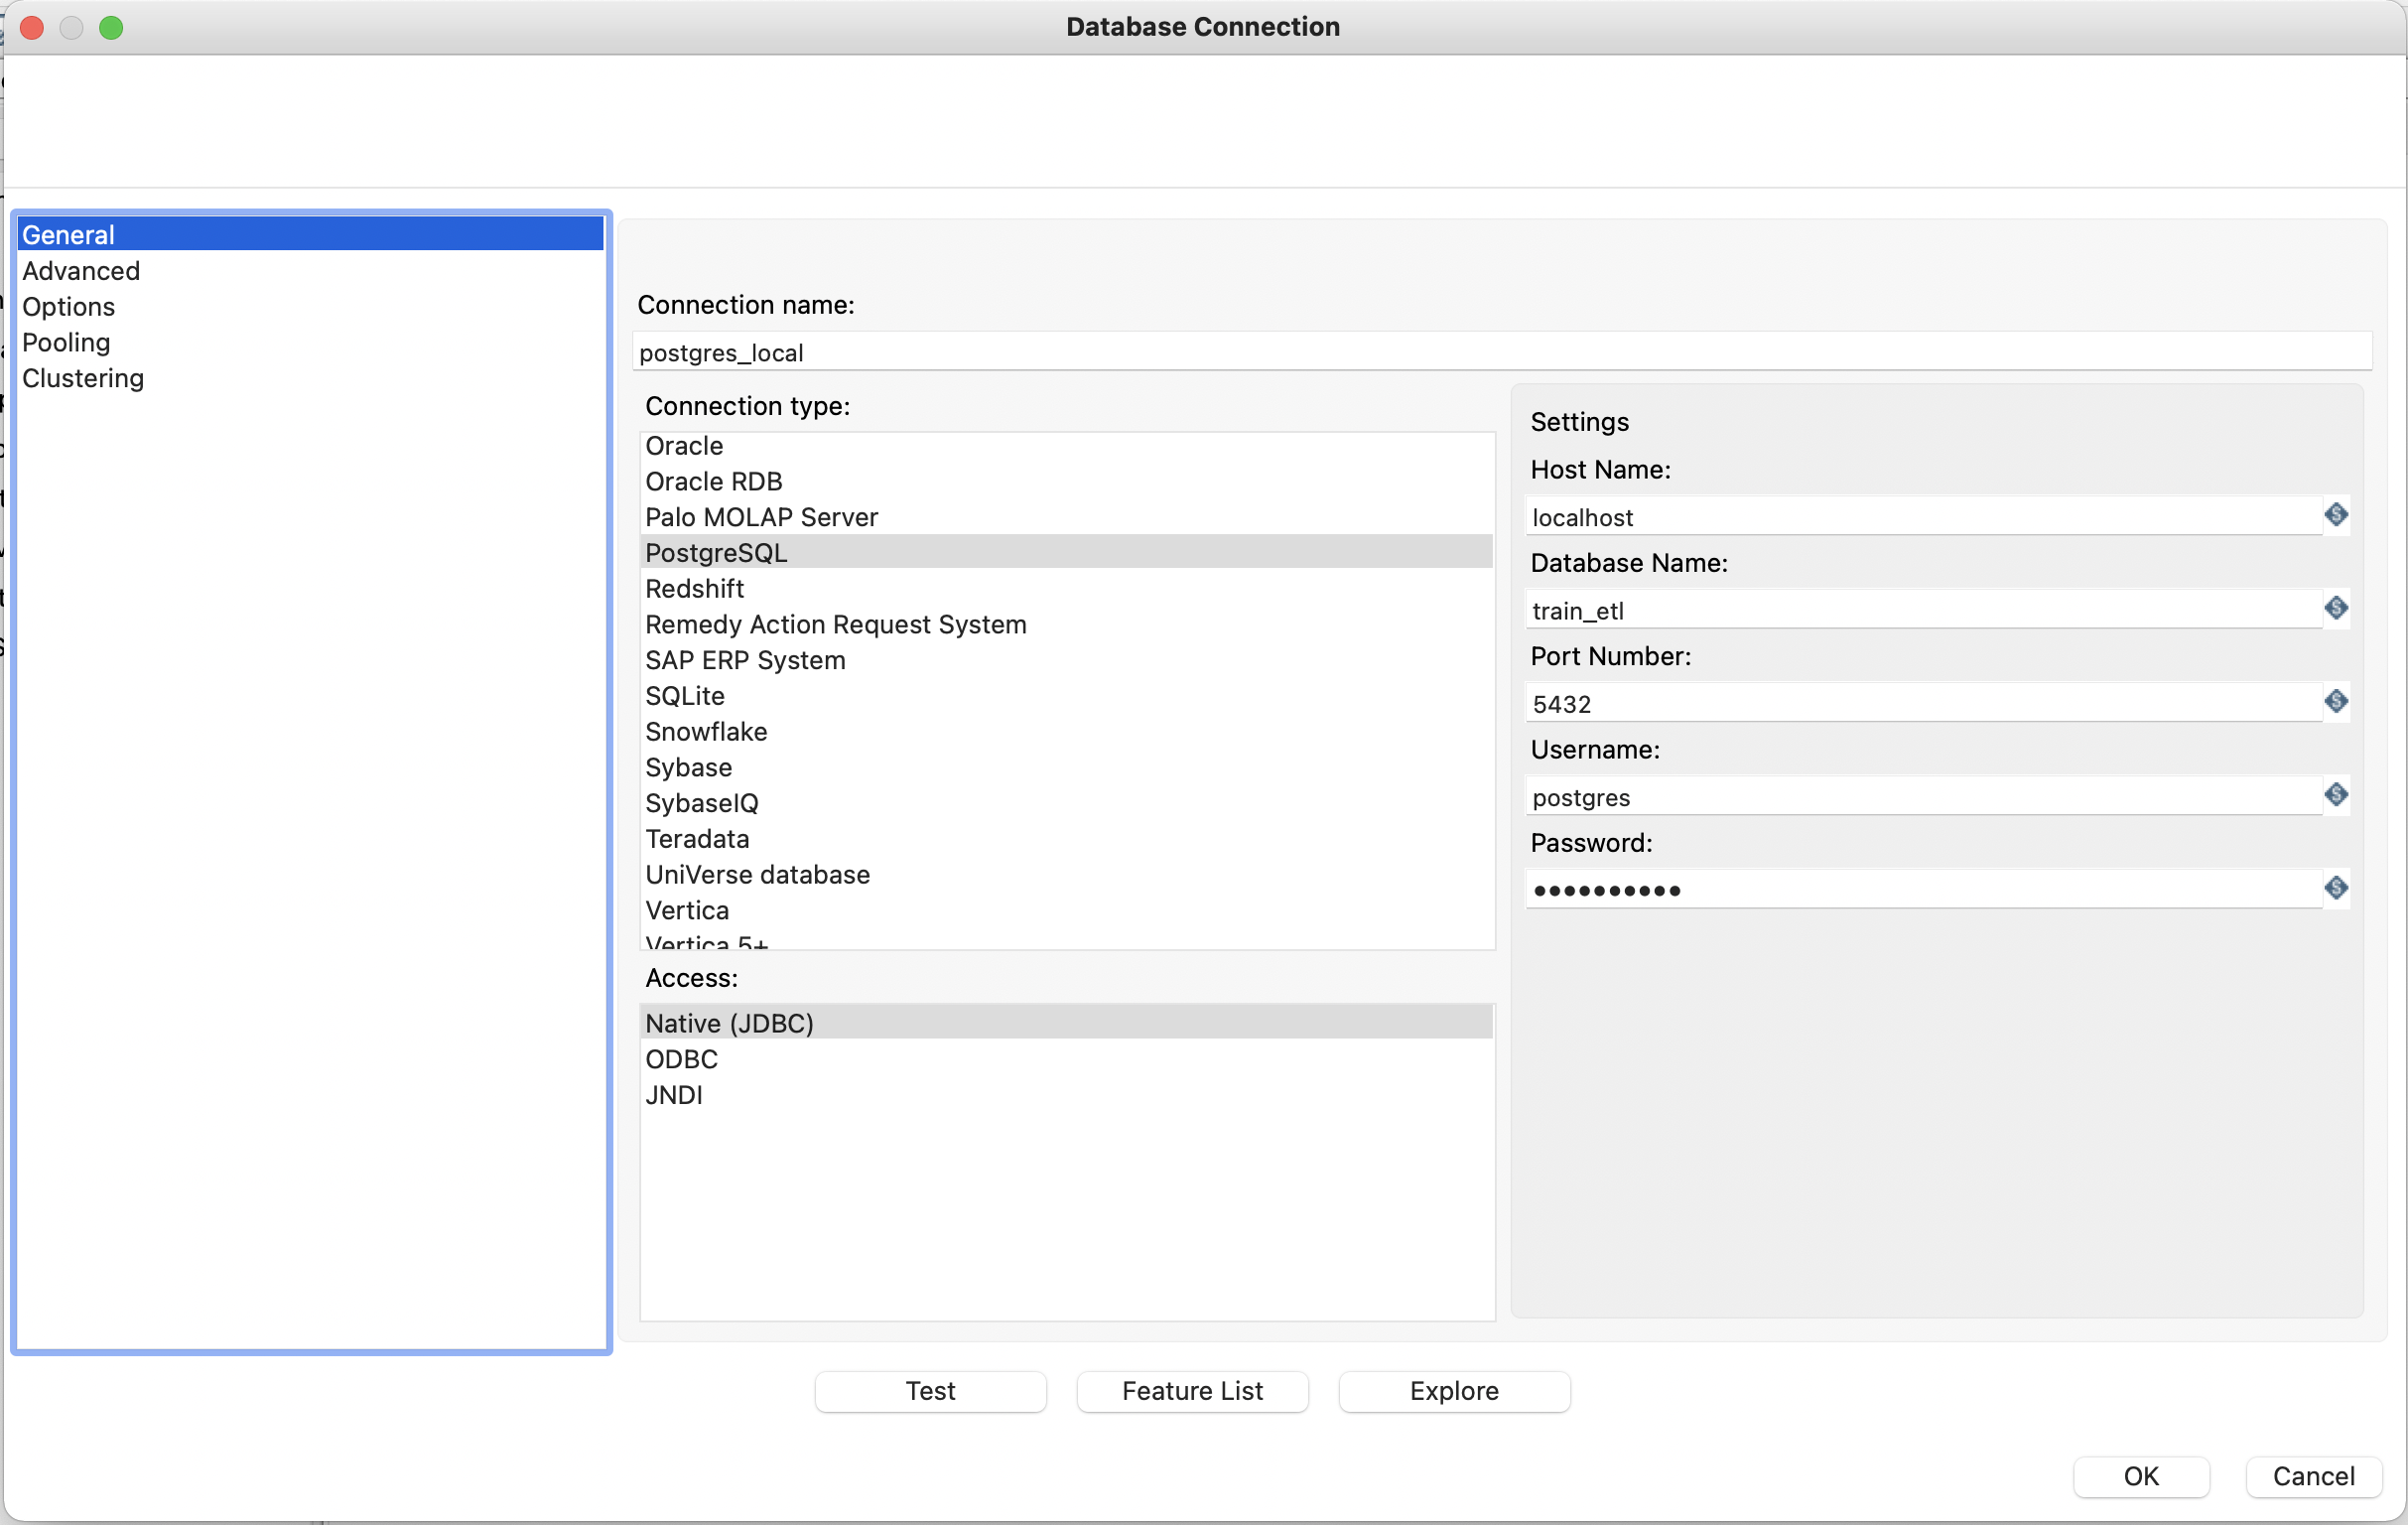 Database Connection
General
Advanced
Options
Pooling
Clustering
Connection name:
postgres_local
Connection type:
Oracle
Oracle RDB
Palo MOLAP Server
PostgreSQL
Redshift
Remedy Action Request System
SAP ERP System
SQLite
Snowflake
Sybase
SybaseIQ
Teradata
UniVerse database
Vertica
Vertica 5+
Access:
Native (JDBC)
ODBC
JNDI
Settings
Host Name:
localhost
Database Name:
train_etl
Port Number:
5432
Username:
postgres
Password:
●●●●●●●●●●
Test
Feature List
Explore
OK
Cancel